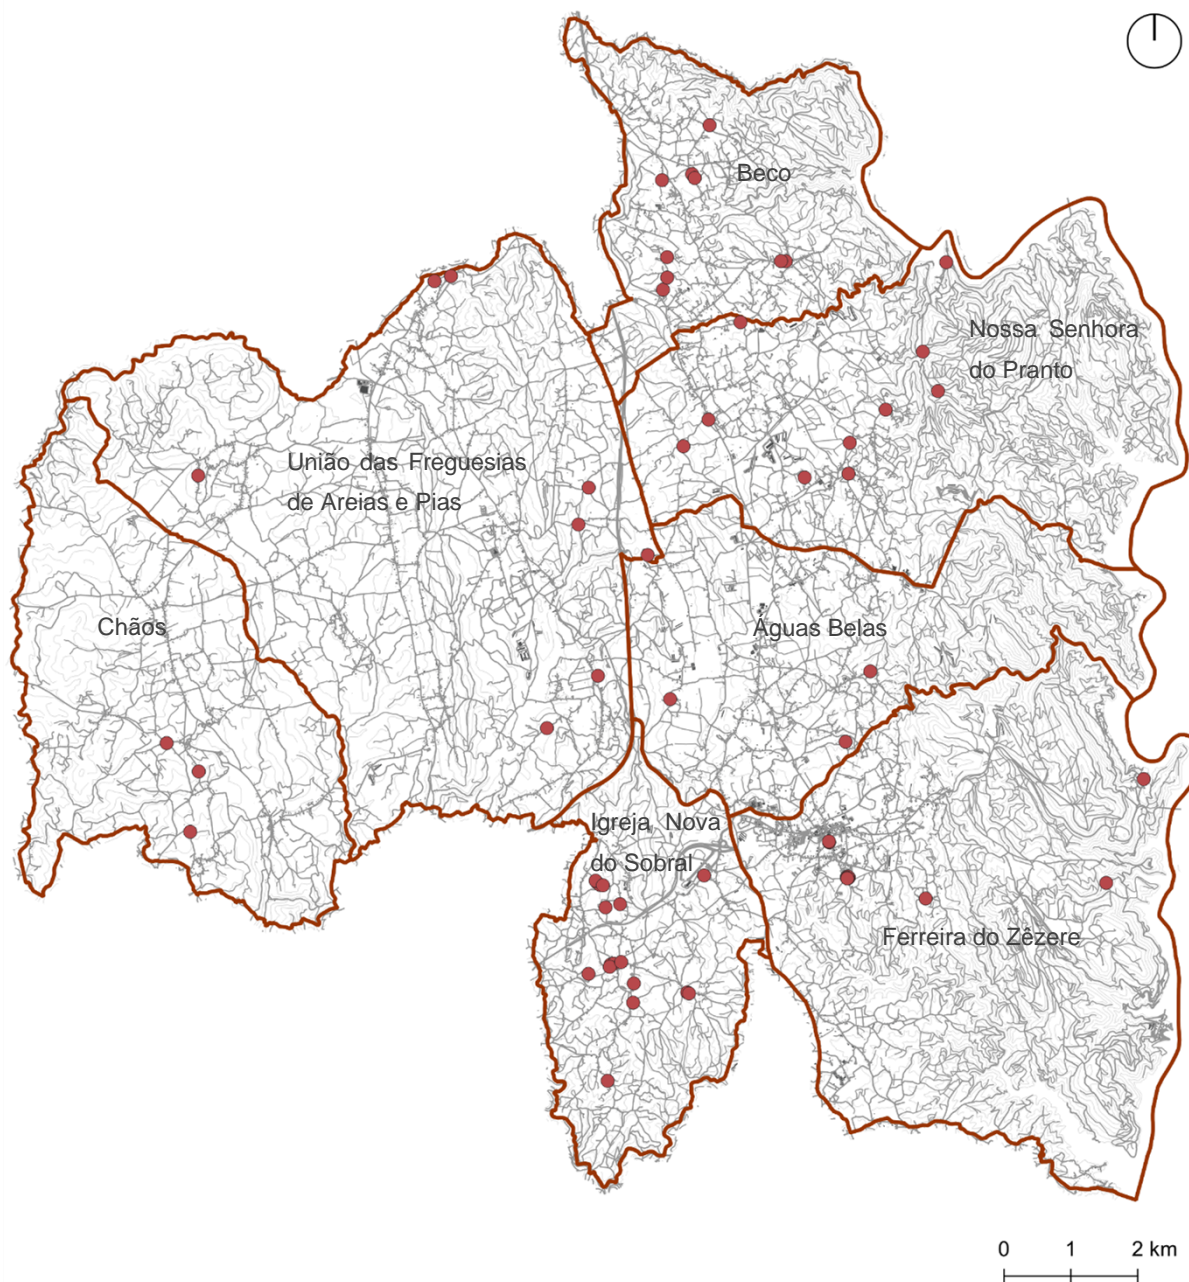 Beco
Nossa Senhora
do Pranto
União das Freguesias
de Areias e Pias
Chãos
Águas Belas
Igreja Nova
do Sobral
Ferreira do Zêzere
0 1 2 km